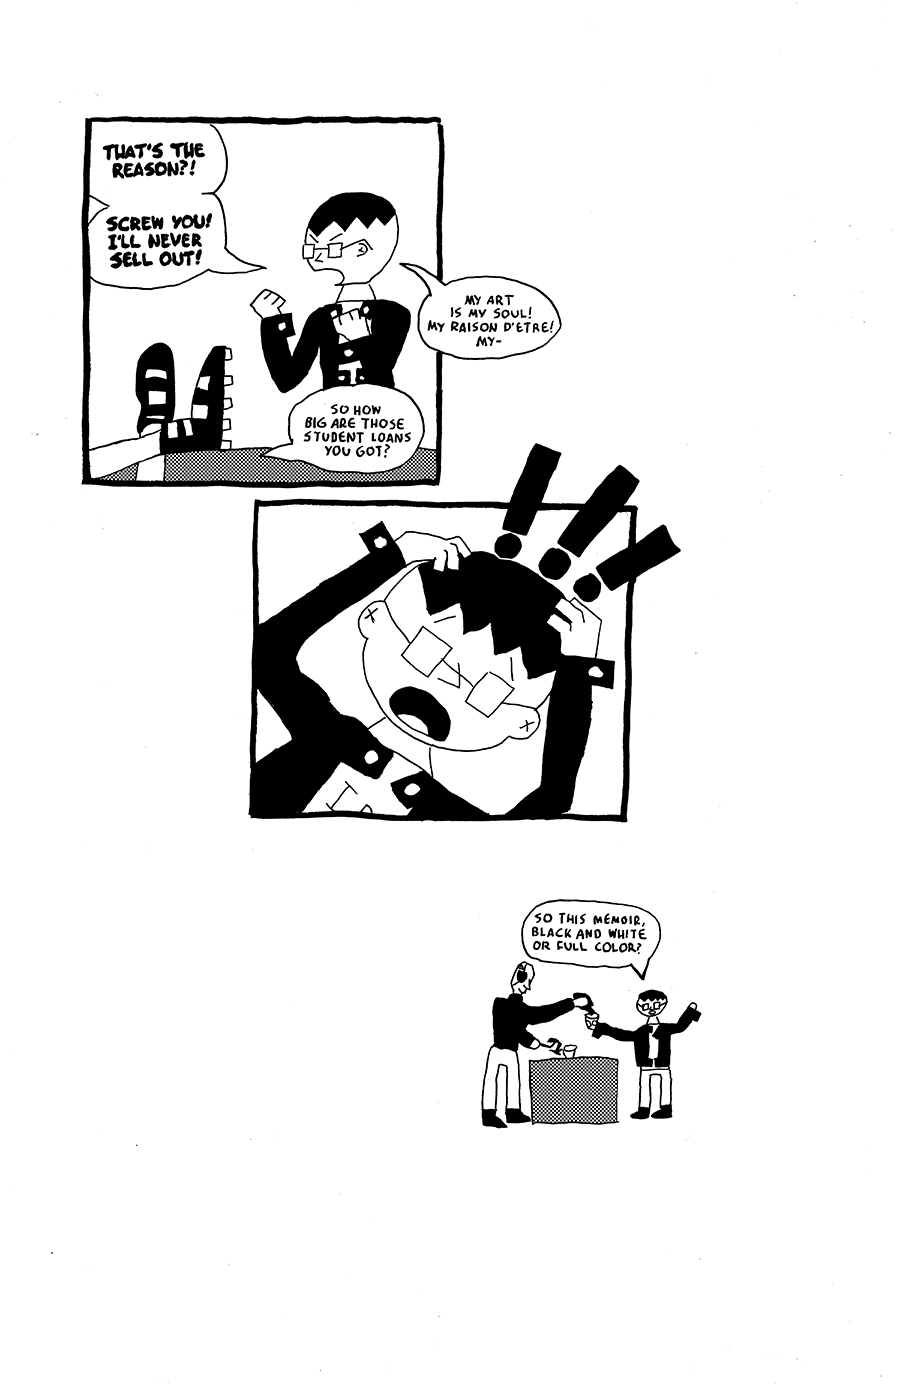 THAT'S THE
REASON?!
SCREW YOU!
I'LL NEVER
SELL OUT!
MY ART
IS MY SOUL!
MY RAISON D'ETRE!
MY-
SO HOW
BIG ARE THOSE
STUDENT LOANS
YOU GOT?
!!!
SO THIS MEMOIR,
BLACK AND WHITE
OR FULL COLOR?